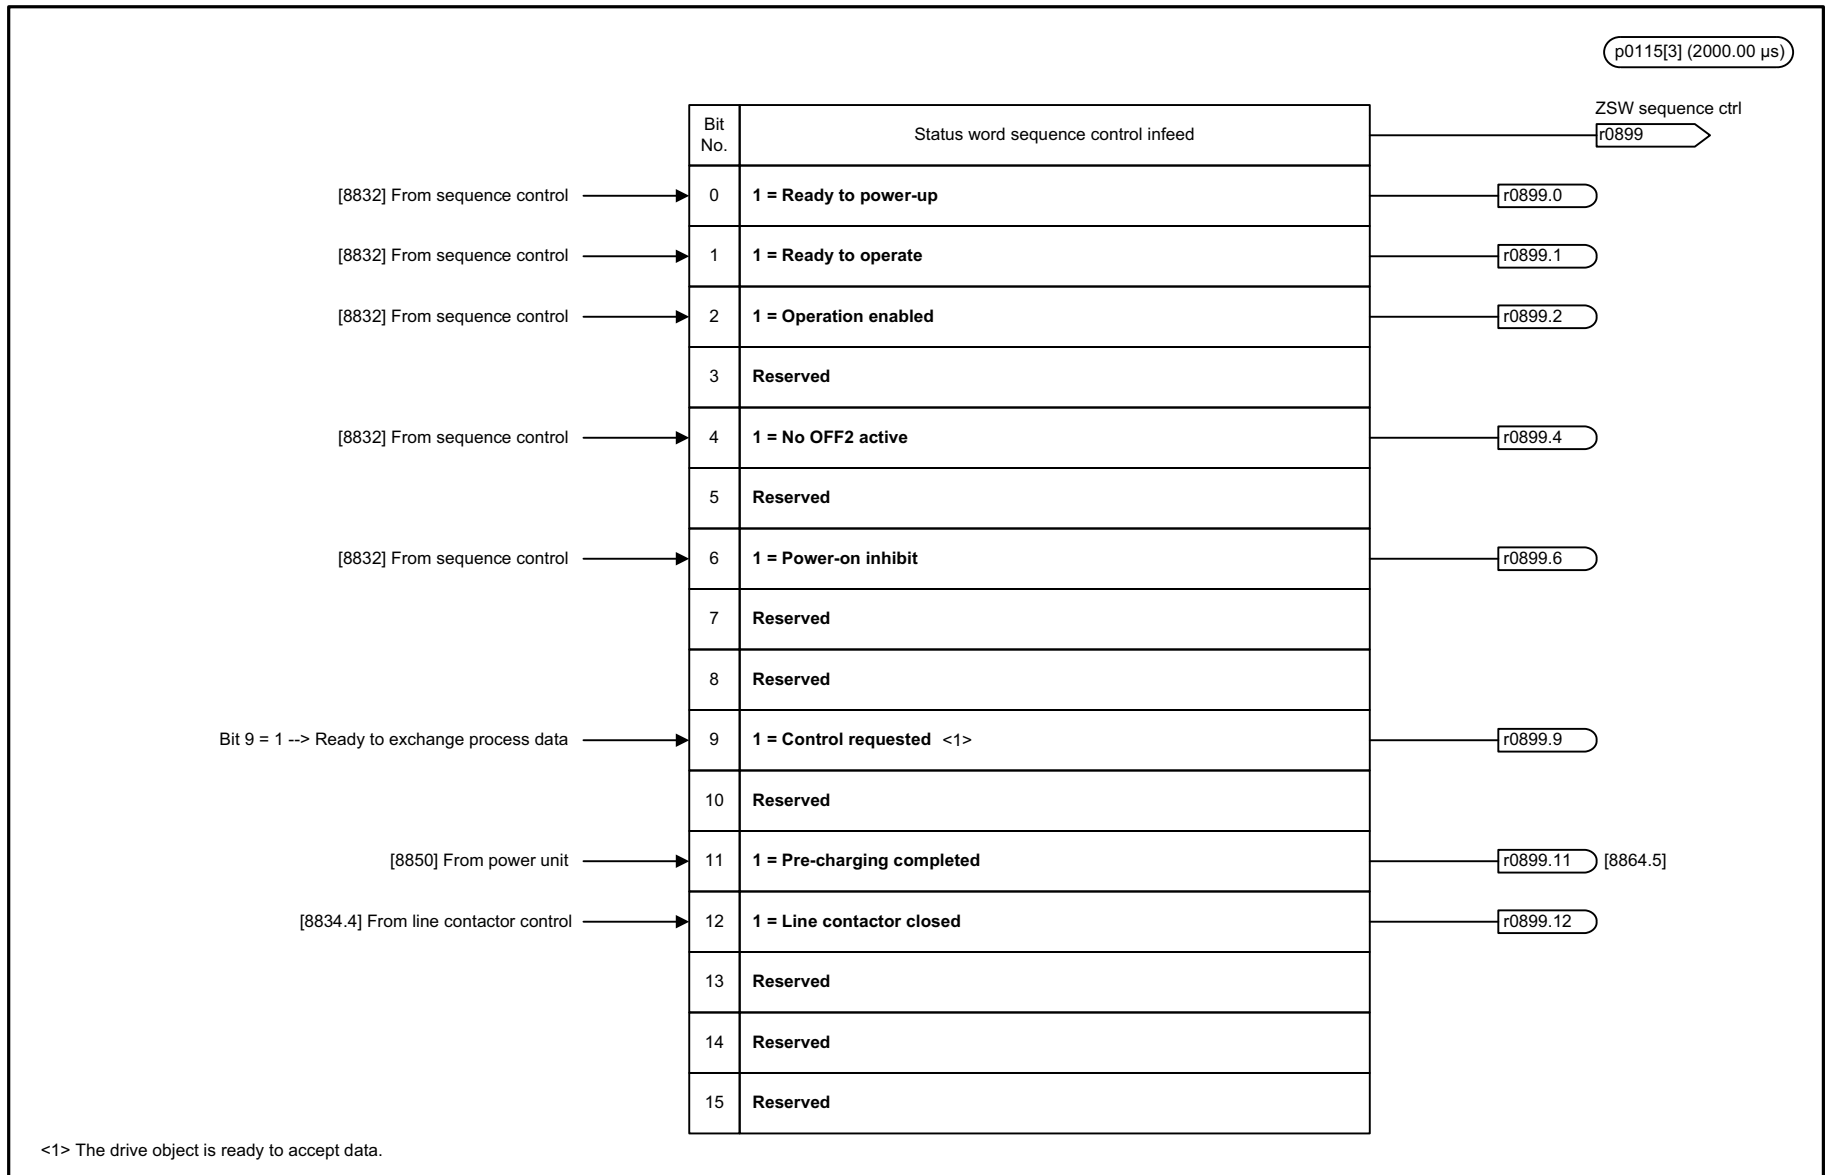 p0115[3] (2000.00 µs)
ZSW sequence ctrl
Bit No. Status word sequence control infeed r0899
[8832] From sequence control 0 1 = Ready to power-up r0899.0
[8832] From sequence control 1 1 = Ready to operate r0899.1
[8832] From sequence control 2 1 = Operation enabled r0899.2
3 Reserved
[8832] From sequence control 4 1 = No OFF2 active r0899.4
5 Reserved
[8832] From sequence control 6 1 = Power-on inhibit r0899.6
7 Reserved
8 Reserved
Bit 9 = 1 --> Ready to exchange process data 9 1 = Control requested <1> r0899.9
10 Reserved
[8850] From power unit 11 1 = Pre-charging completed r0899.11 [8864.5]
[8834.4] From line contactor control 12 1 = Line contactor closed r0899.12
13 Reserved
14 Reserved
15 Reserved
<1> The drive object is ready to accept data.